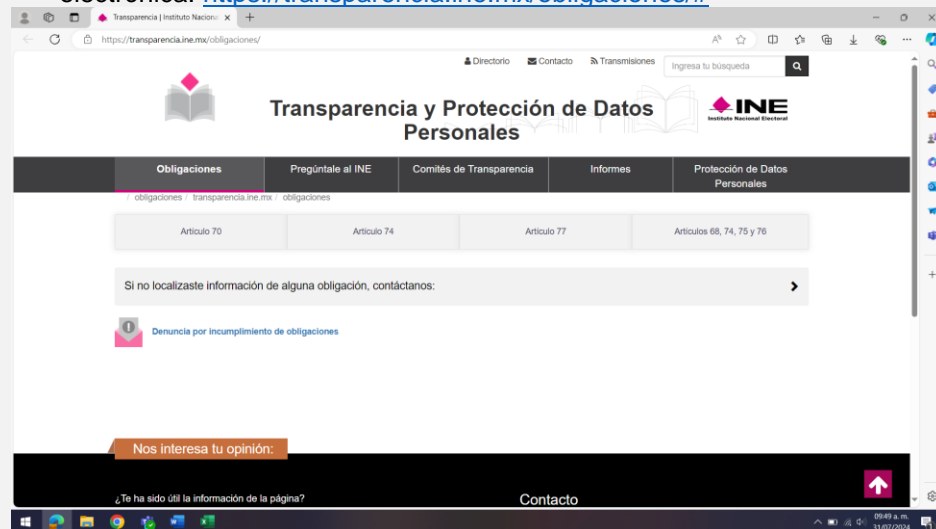 electrónica: https://transparencia.ine.mx/obligaciones/#
Transparencia | Instituto Naciona
https://transparencia.ine.mx/obligaciones/
Directorio Contacto Transmisiones
Ingresa tu búsqueda
Transparencia y Protección de Datos
Personales
INE
Instituto Nacional Electoral
Obligaciones
Pregúntale al INE
Comités de Transparencia
Informes
Protección de Datos
Personales
/ obligaciones / transparencia.ine.mx / obligaciones
Artículo 70
Artículo 74
Artículo 77
Artículos 68, 74, 75 y 76
Si no localizaste información de alguna obligación, contáctanos:
Denuncia por incumplimiento de obligaciones
Nos interesa tu opinión:
¿Te ha sido útil la información de la página?
Contacto
09:49 a. m.
31/07/2024